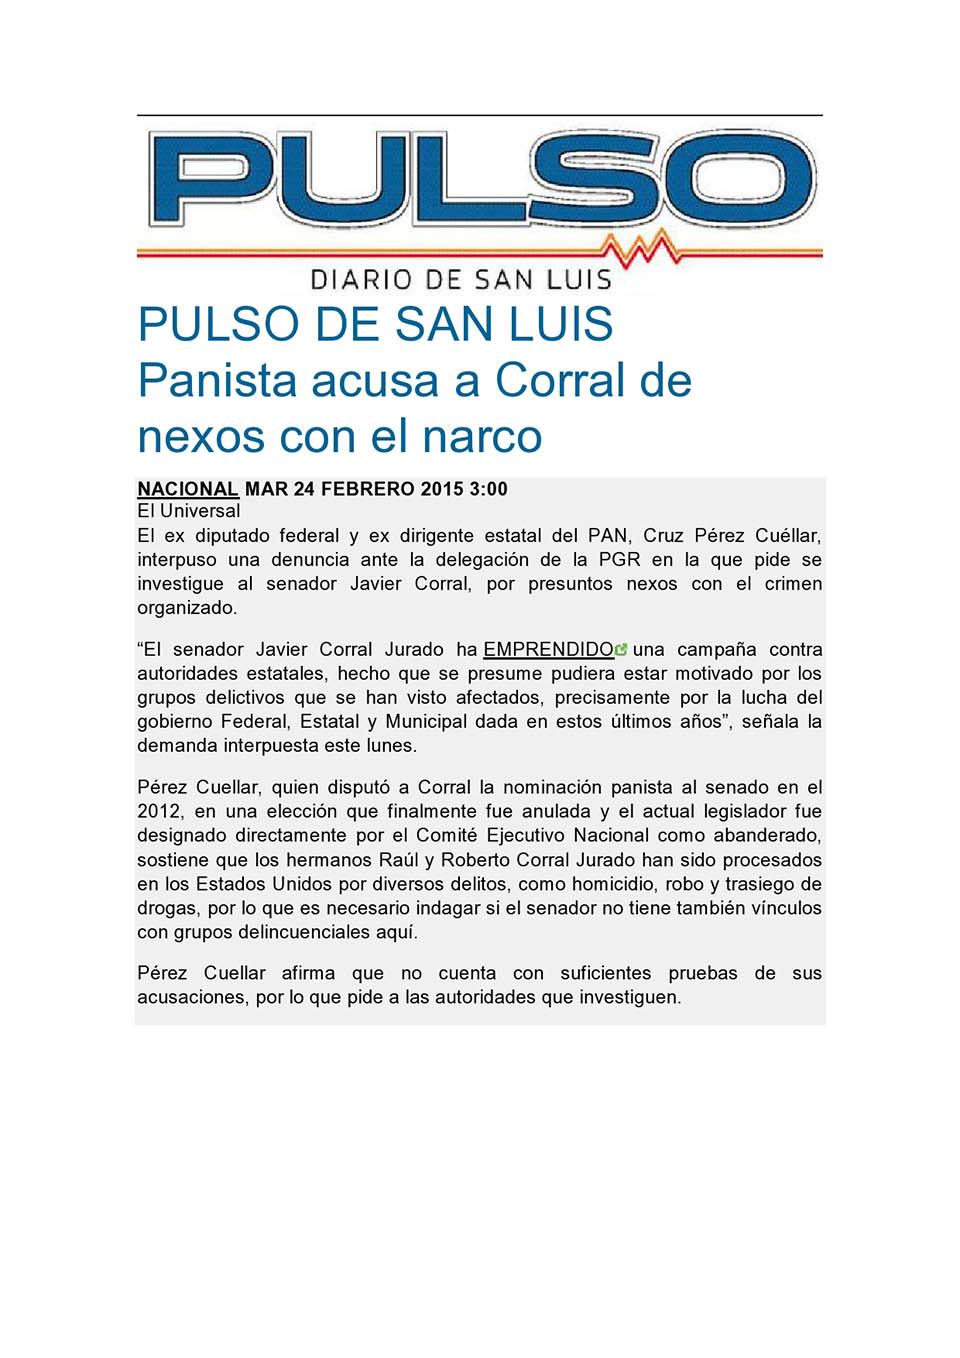 PULSO
DIARIO DE SAN LUIS
PULSO DE SAN LUIS
Panista acusa a Corral de
nexos con el narco
NACIONAL MAR 24 FEBRERO 2015 3:00
El Universal
El ex diputado federal y ex dirigente estatal del PAN, Cruz Pérez Cuéllar,
interpuso una denuncia ante la delegación de la PGR en la que pide se
investigue al senador Javier Corral, por presuntos nexos con el crimen
organizado.
“El senador Javier Corral Jurado ha EMPRENDIDO una campaña contra
autoridades estatales, hecho que se presume pudiera estar motivado por los
grupos delictivos que se han visto afectados, precisamente por la lucha del
gobierno Federal, Estatal y Municipal dada en estos últimos años”, señala la
demanda interpuesta este lunes.
Pérez Cuellar, quien disputó a Corral la nominación panista al senado en el
2012, en una elección que finalmente fue anulada y el actual legislador fue
designado directamente por el Comité Ejecutivo Nacional como abanderado,
sostiene que los hermanos Raúl y Roberto Corral Jurado han sido procesados
en los Estados Unidos por diversos delitos, como homicidio, robo y trasiego de
drogas, por lo que es necesario indagar si el senador no tiene también vínculos
con grupos delincuenciales aquí.
Pérez Cuellar afirma que no cuenta con suficientes pruebas de sus
acusaciones, por lo que pide a las autoridades que investiguen.